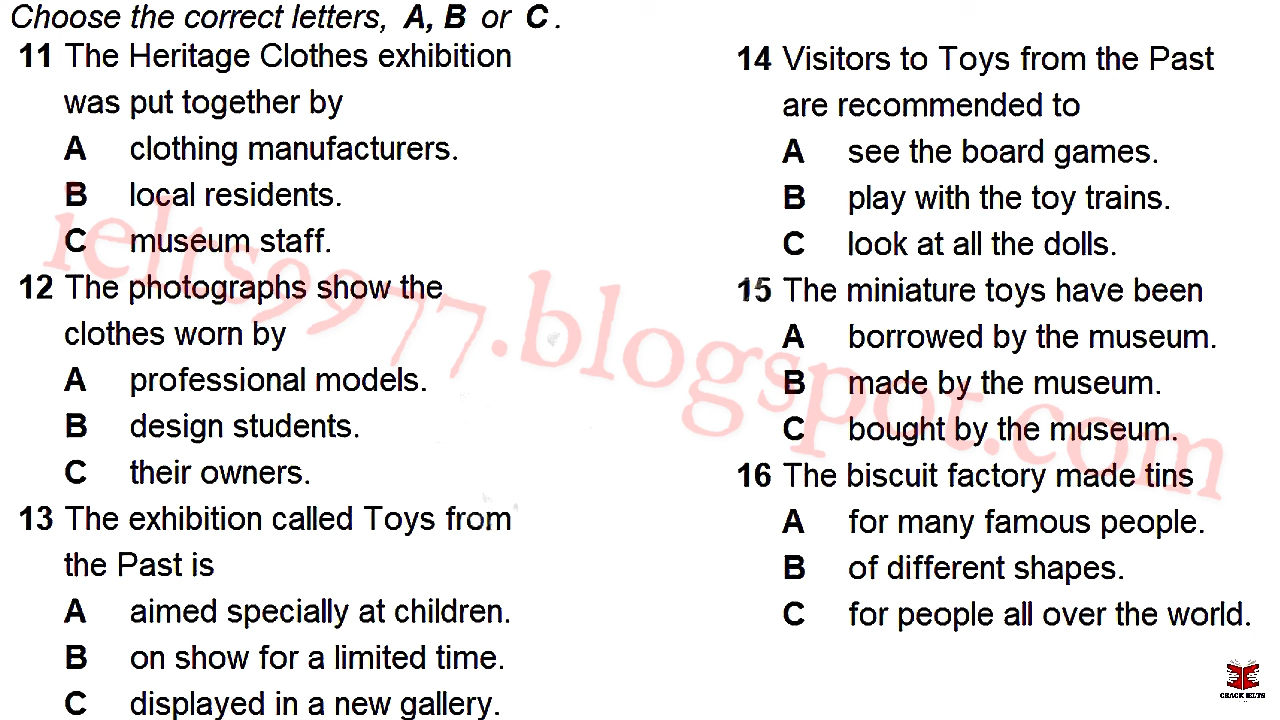 Choose the correct letters, A, B or C.
11 The Heritage Clothes exhibition
was put together by
A clothing manufacturers.
B local residents.
C museum staff.
12 The photographs show the
clothes worn by
A professional models.
B design students.
C their owners.
13 The exhibition called Toys from
the Past is
A aimed specially at children.
B on show for a limited time.
C displayed in a new gallery.
14 Visitors to Toys from the Past
are recommended to
A see the board games.
B play with the toy trains.
C look at all the dolls.
15 The miniature toys have been
A borrowed by the museum.
B made by the museum.
C bought by the museum.
16 The biscuit factory made tins
A for many famous people.
B of different shapes.
C for people all over the world.
ielts9977.blogspot.com
CRACK IELTS